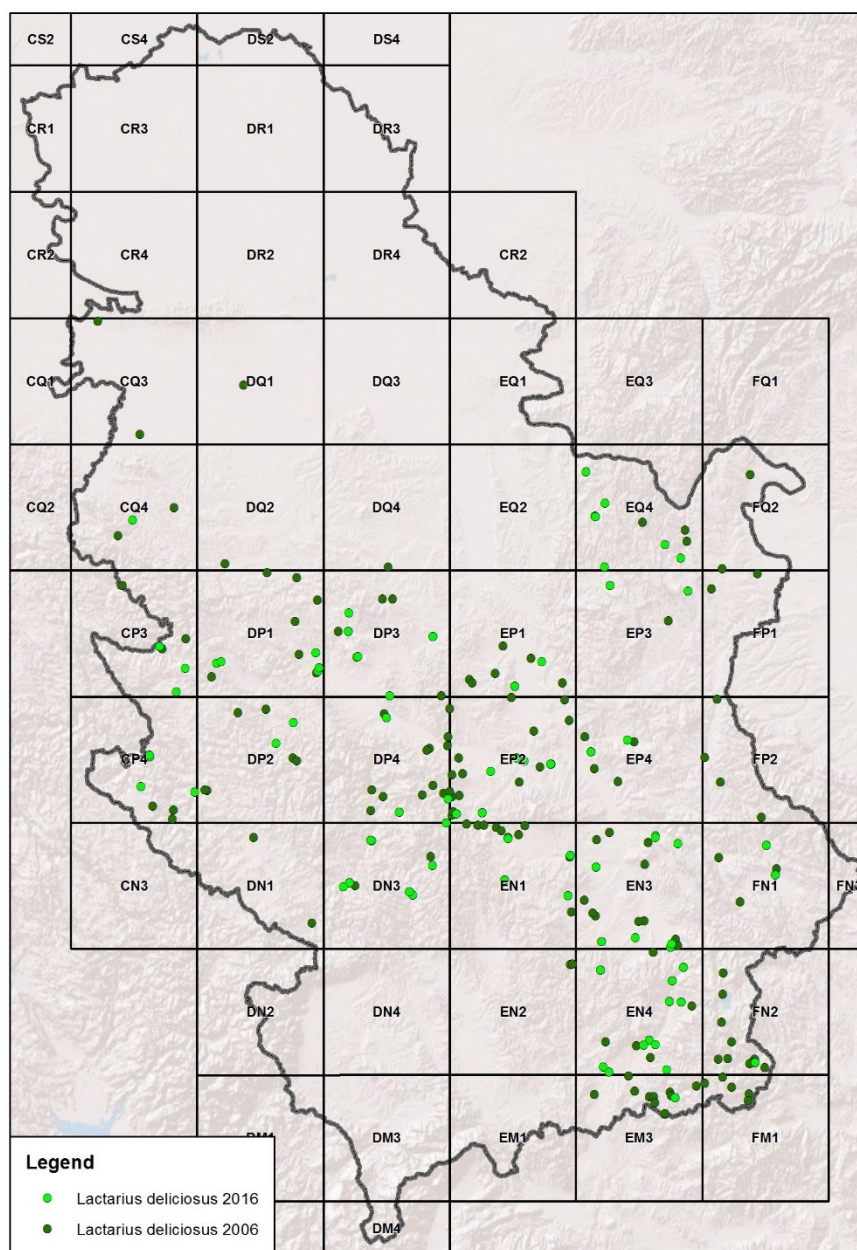 CS2 CS4 DS2 DS4
CR1 CR3 DR1 DR3
CR2 CR4 DR2 DR4 CR2
CQ1 CQ3 DQ1 DQ3 EQ1 EQ3 FQ1
CQ2 CQ4 DQ2 DQ4 EQ2 EQ4 FQ2
CP3 DP1 DP3 EP1 EP3 FP1
CP4 DP2 DP4 EP2 EP4 FP2
CN3 DN1 DN3 EN1 EN3 FN1 FN3
DN2 DN4 EN2 EN4 FN2
DM1 DM3 EM1 EM3 FM1
DM4
Legend
Lactarius deliciosus 2016
Lactarius deliciosus 2006